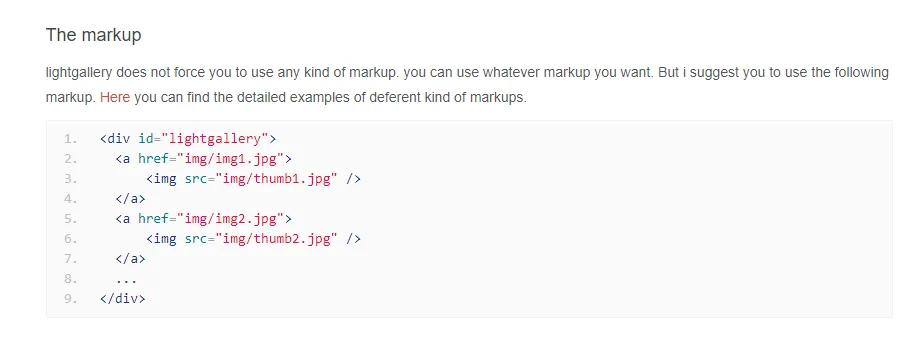 The markup
lightgallery does not force you to use any kind of markup. you can use whatever markup you want. But i suggest you to use the following
markup. Here you can find the detailed examples of deferent kind of markups.
1. <div id="lightgallery">
2.   <a href="img/img1.jpg">
3.       <img src="img/thumb1.jpg" />
4.   </a>
5.   <a href="img/img2.jpg">
6.       <img src="img/thumb2.jpg" />
7.   </a>
8.   ...
9. </div>